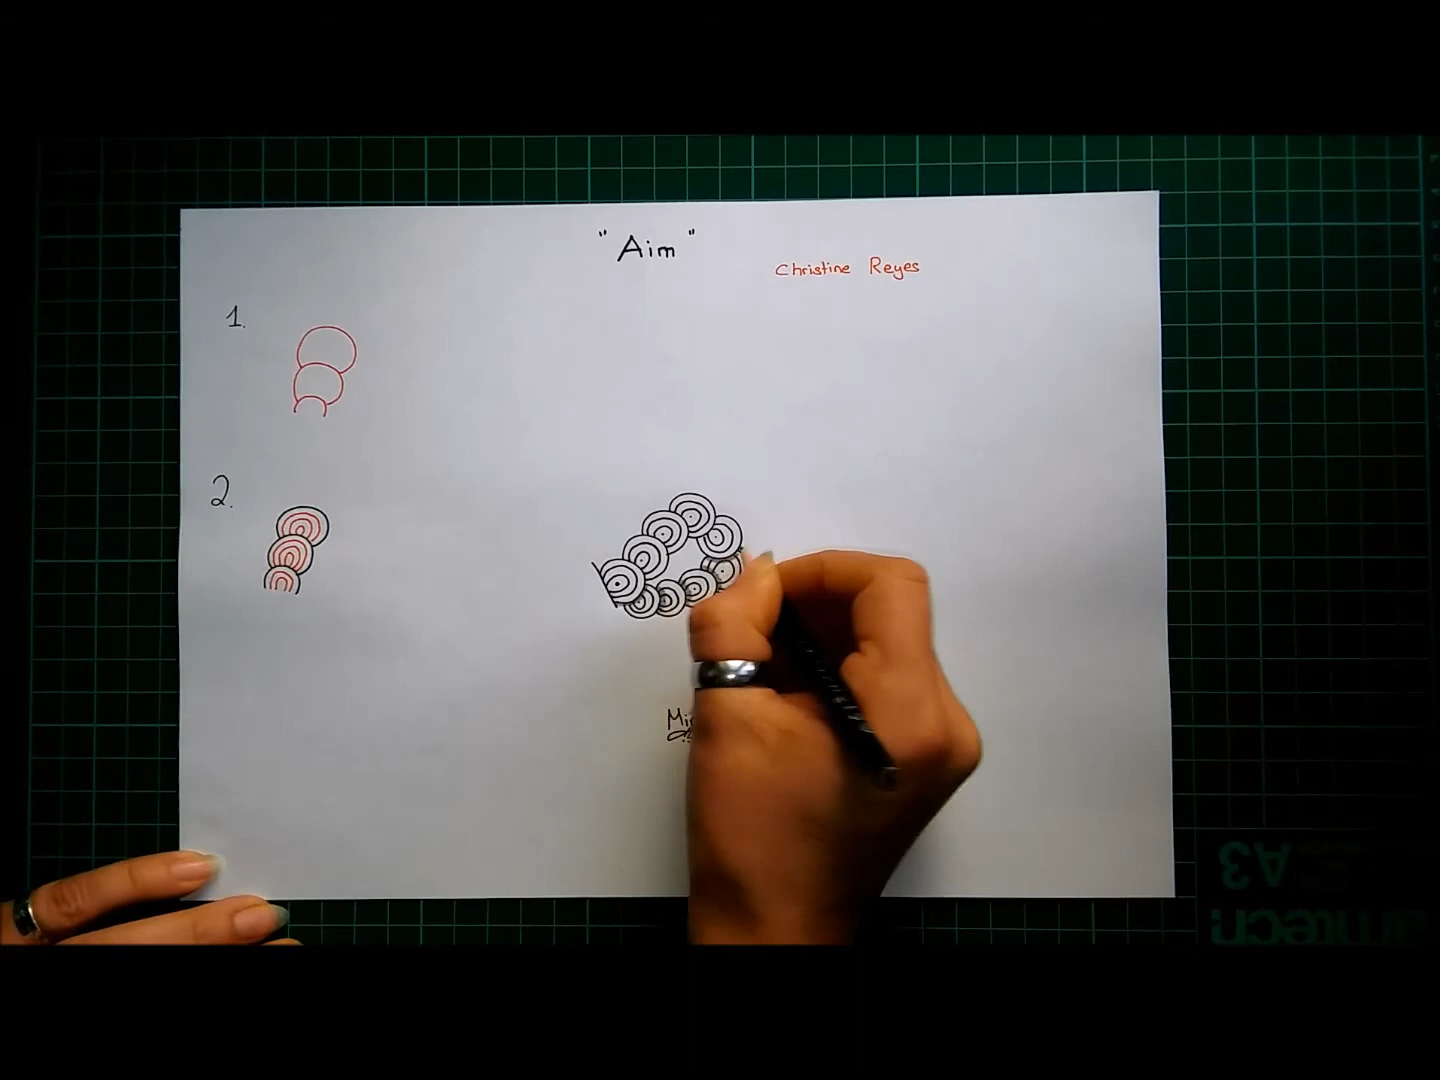 "Aim"
Christine Reyes
1.
2.
A3